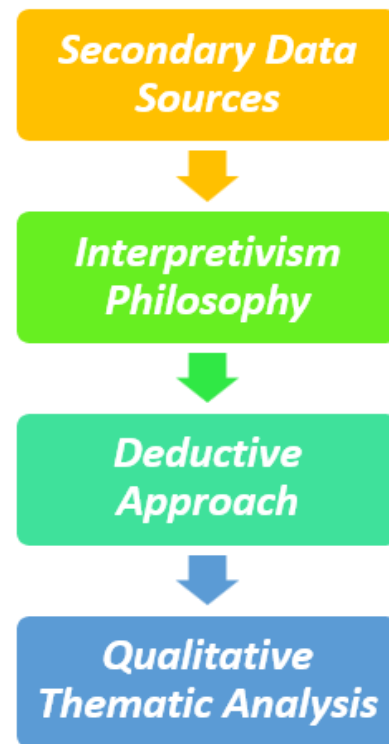 Secondary Data
Sources
Interpretivism
Philosophy
Deductive
Approach
Qualitative
Thematic Analysis